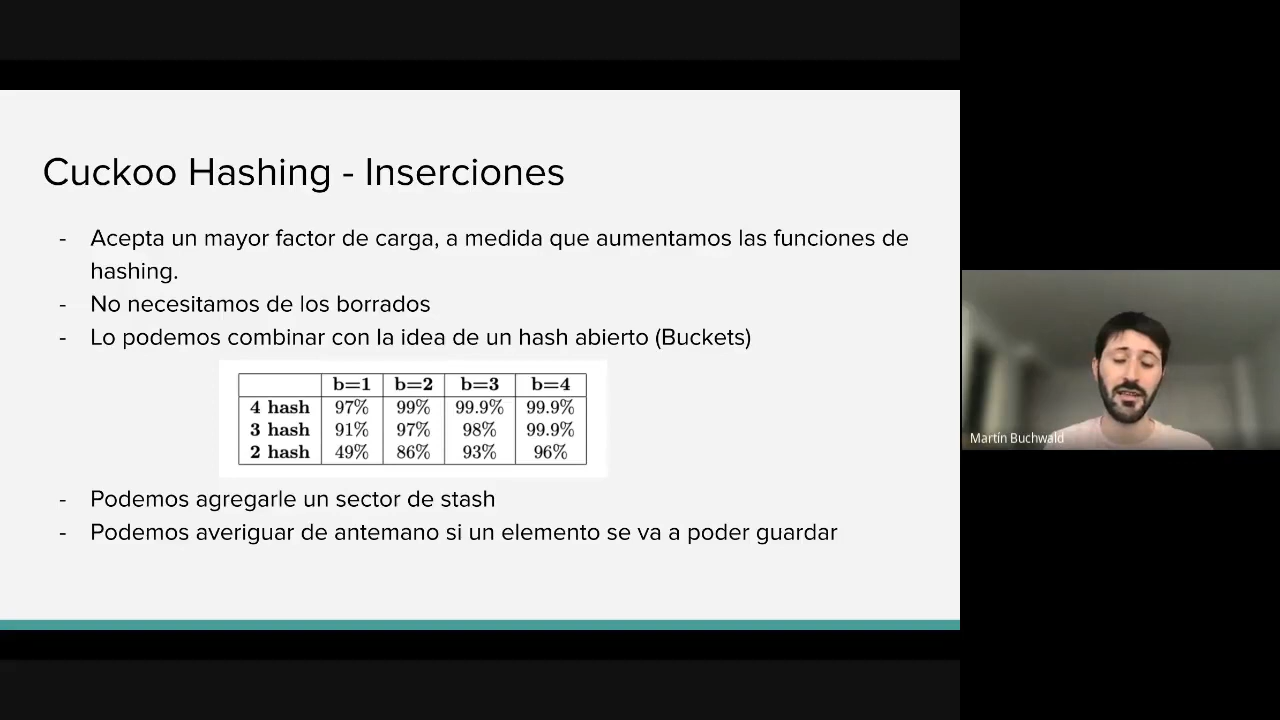 Cuckoo Hashing - Inserciones
- Acepta un mayor factor de carga, a medida que aumentamos las funciones de
hashing.
- No necesitamos de los borrados
- Lo podemos combinar con la idea de un hash abierto (Buckets)
b=1 b=2 b=3 b=4
4 hash 97% 99% 99.9% 99.9%
3 hash 91% 97% 98% 99.9%
2 hash 49% 86% 93% 96%
- Podemos agregarle un sector de stash
- Podemos averiguar de antemano si un elemento se va a poder guardar
Martín Buchwald